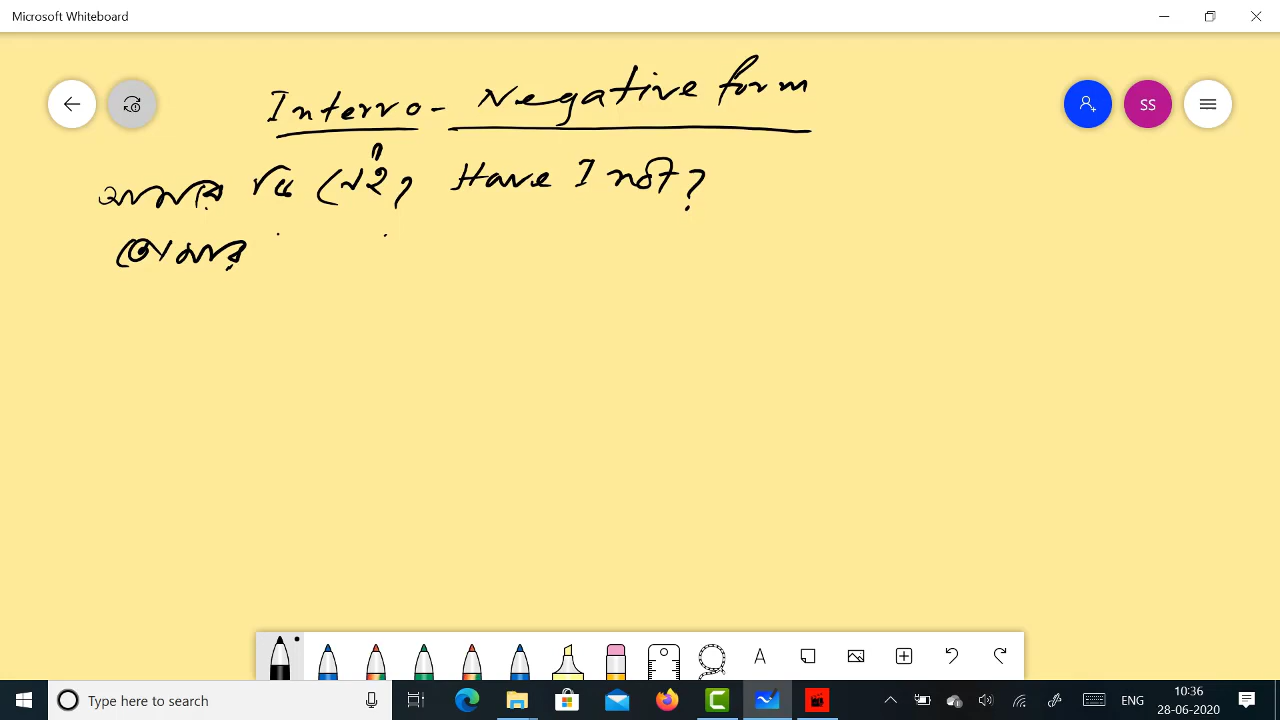 Microsoft Whiteboard
Interro - Negative form
SS
আমার কি নেই? Have I not?
তোমার
A
Type here to search
ENG
10:36
28-06-2020